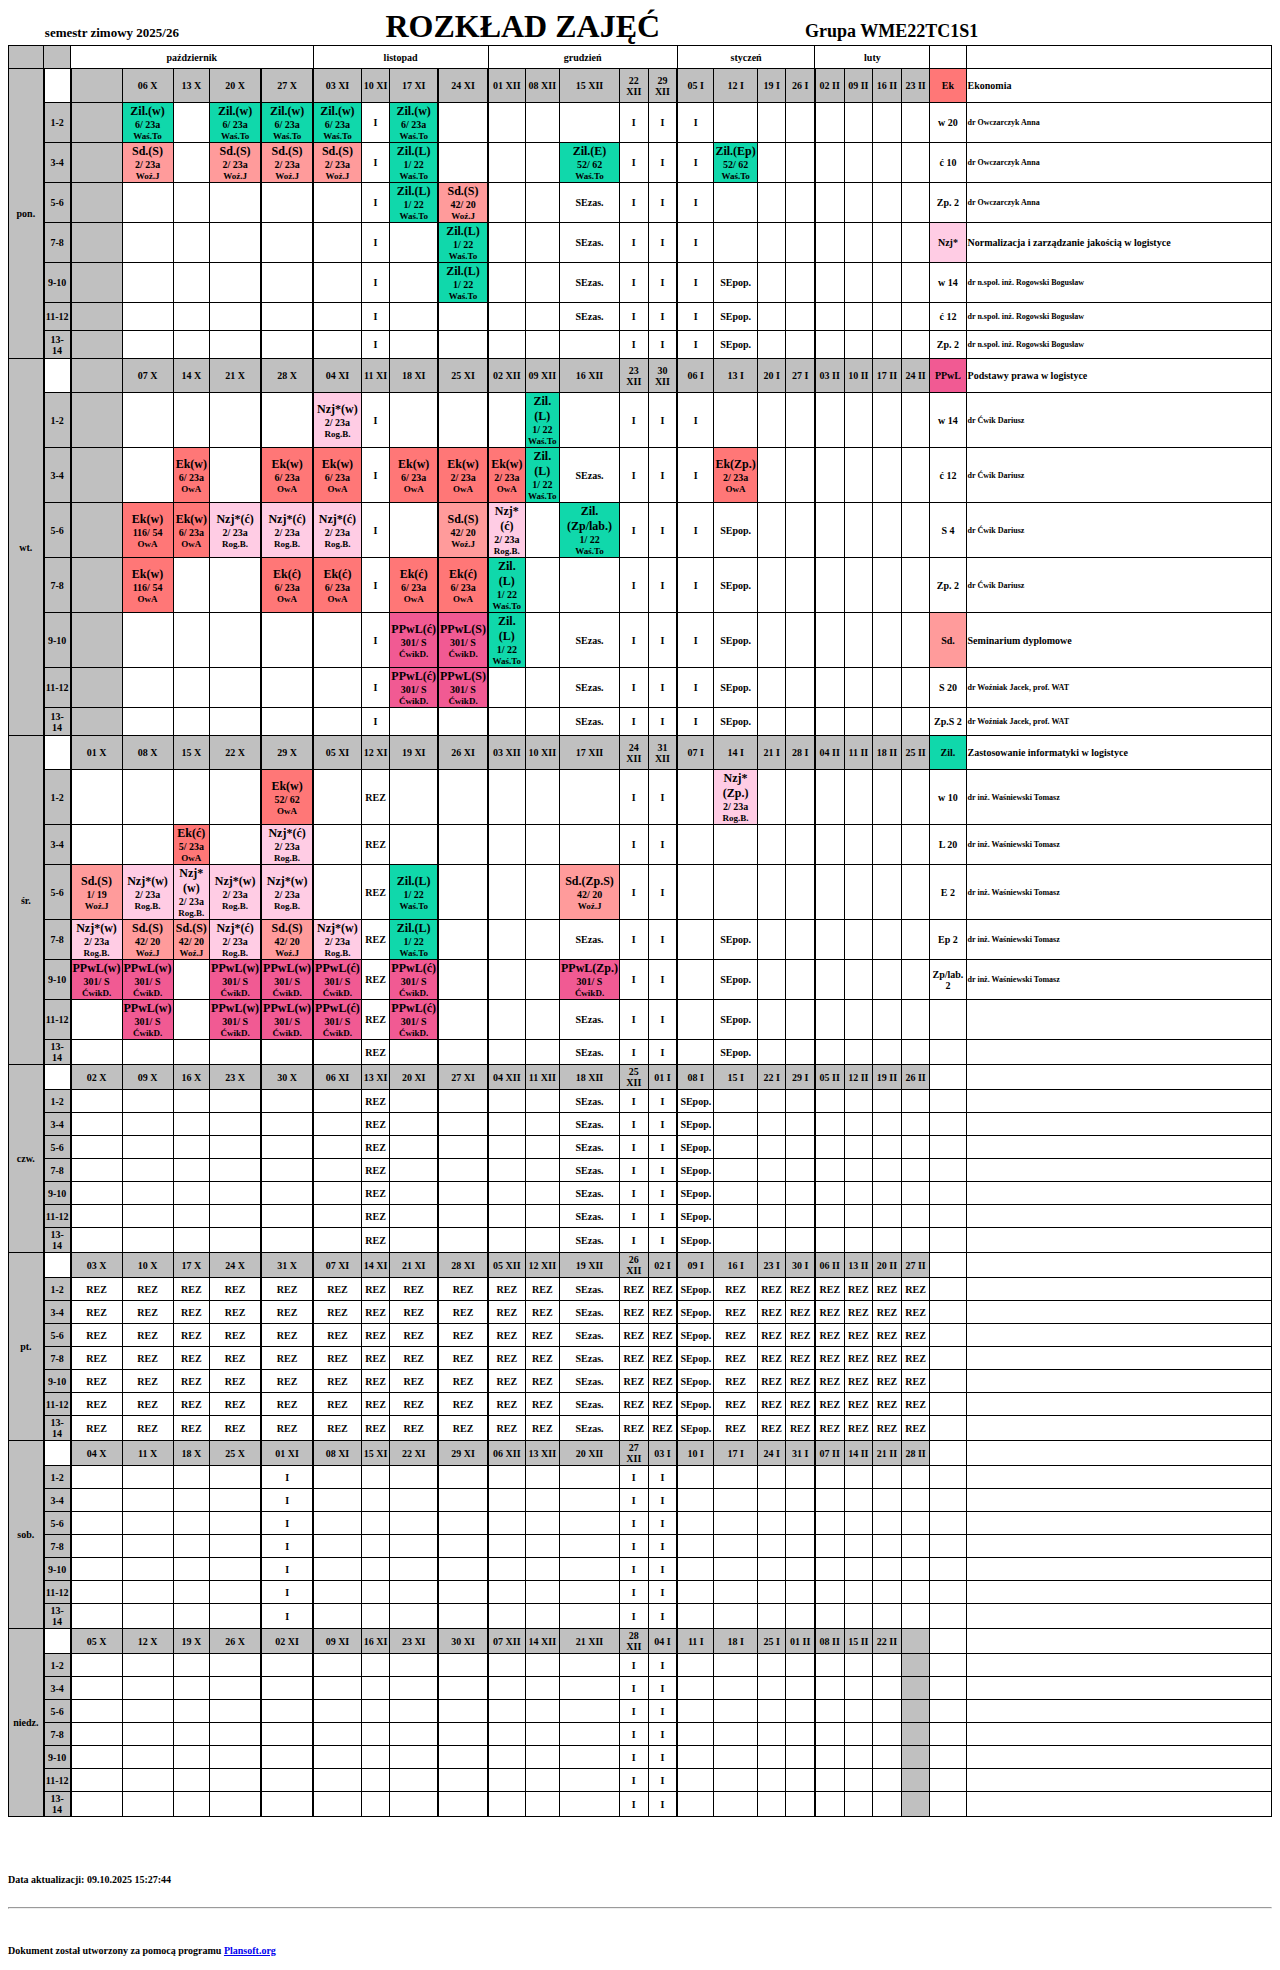 semestr zimowy 2025/26 ROZKŁAD ZAJĘĆ Grupa WME22TC1S1
październik listopad grudzień styczeń luty
pon.
06 X 13 X 20 X 27 X 03 XI 10 XI 17 XI 24 XI 01 XII 08 XII 15 XII 22 XII 29 XII 05 I 12 I 19 I 26 I 02 II 09 II 16 II 23 II Ek Ekonomia
1-2 Zil.(w) 6/ 23a Waś.To Zil.(w) 6/ 23a Waś.To Zil.(w) 6/ 23a Waś.To Zil.(w) 6/ 23a Waś.To I Zil.(w) 6/ 23a Waś.To I I I w 20 dr Owczarczyk Anna
3-4 Sd.(S) 2/ 23a Woź.J Sd.(S) 2/ 23a Woź.J Sd.(S) 2/ 23a Woź.J Sd.(S) 2/ 23a Woź.J I Zil.(L) 1/ 22 Waś.To Zil.(E) 52/ 62 Waś.To I I I Zil.(Ep) 52/ 62 Waś.To ć 10 dr Owczarczyk Anna
5-6 I Zil.(L) 1/ 22 Waś.To Sd.(S) 42/ 20 Woź.J SEzas. I I I Zp. 2 dr Owczarczyk Anna
7-8 I Zil.(L) 1/ 22 Waś.To SEzas. I I I Nzj* Normalizacja i zarządzanie jakością w logistyce
9-10 I Zil.(L) 1/ 22 Waś.To SEzas. I I I SEpop. w 14 dr n.społ. inż. Rogowski Bogusław
11-12 I SEzas. I I I SEpop. ć 12 dr n.społ. inż. Rogowski Bogusław
13-14 I I I I SEpop. Zp. 2 dr n.społ. inż. Rogowski Bogusław
wt.
07 X 14 X 21 X 28 X 04 XI 11 XI 18 XI 25 XI 02 XII 09 XII 16 XII 23 XII 30 XII 06 I 13 I 20 I 27 I 03 II 10 II 17 II 24 II PPwL Podstawy prawa w logistyce
1-2 Nzj*(w) 2/ 23a Rog.B. I Zil.(L) 1/ 22 Waś.To I I I w 14 dr Ćwik Dariusz
3-4 Ek(w) 6/ 23a OwA Ek(w) 6/ 23a OwA Ek(w) 6/ 23a OwA I Ek(w) 6/ 23a OwA Ek(w) 2/ 23a OwA Ek(w) 2/ 23a OwA Zil.(L) 1/ 22 Waś.To SEzas. I I I Ek(Zp.) 2/ 23a OwA ć 12 dr Ćwik Dariusz
5-6 Ek(w) 116/ 54 OwA Ek(w) 6/ 23a OwA Nzj*(ć) 2/ 23a Rog.B. Nzj*(ć) 2/ 23a Rog.B. Nzj*(ć) 2/ 23a Rog.B. I Sd.(S) 42/ 20 Woź.J Nzj*(ć) 2/ 23a Rog.B. Zil.(Zp/lab.) 1/ 22 Waś.To I I I SEpop. S 4 dr Ćwik Dariusz
7-8 Ek(w) 116/ 54 OwA Ek(ć) 6/ 23a OwA Ek(ć) 6/ 23a OwA I Ek(ć) 6/ 23a OwA Ek(ć) 6/ 23a OwA Zil.(L) 1/ 22 Waś.To I I I SEpop. Zp. 2 dr Ćwik Dariusz
9-10 I PPwL(ć) 301/ S ĆwikD. PPwL(S) 301/ S ĆwikD. Zil.(L) 1/ 22 Waś.To SEzas. I I I SEpop. Sd. Seminarium dyplomowe
11-12 I PPwL(ć) 301/ S ĆwikD. PPwL(S) 301/ S ĆwikD. SEzas. I I I SEpop. S 20 dr Woźniak Jacek, prof. WAT
13-14 I SEzas. I I I SEpop. Zp.S 2 dr Woźniak Jacek, prof. WAT
śr.
01 X 08 X 15 X 22 X 29 X 05 XI 12 XI 19 XI 26 XI 03 XII 10 XII 17 XII 24 XII 31 XII 07 I 14 I 21 I 28 I 04 II 11 II 18 II 25 II Zil. Zastosowanie informatyki w logistyce
1-2 Ek(w) 52/ 62 OwA REZ I I Nzj*(Zp.) 2/ 23a Rog.B. w 10 dr inż. Waśniewski Tomasz
3-4 Ek(ć) 5/ 23a OwA Nzj*(ć) 2/ 23a Rog.B. REZ I I L 20 dr inż. Waśniewski Tomasz
5-6 Sd.(S) 1/ 19 Woź.J Nzj*(w) 2/ 23a Rog.B. Nzj*(w) 2/ 23a Rog.B. Nzj*(w) 2/ 23a Rog.B. Nzj*(w) 2/ 23a Rog.B. REZ Zil.(L) 1/ 22 Waś.To Sd.(Zp.S) 42/ 20 Woź.J I I E 2 dr inż. Waśniewski Tomasz
7-8 Nzj*(w) 2/ 23a Rog.B. Sd.(S) 42/ 20 Woź.J Sd.(S) 42/ 20 Woź.J Nzj*(ć) 2/ 23a Rog.B. Sd.(S) 42/ 20 Woź.J Nzj*(w) 2/ 23a Rog.B. REZ Zil.(L) 1/ 22 Waś.To SEzas. I I SEpop. Ep 2 dr inż. Waśniewski Tomasz
9-10 PPwL(w) 301/ S ĆwikD. PPwL(w) 301/ S ĆwikD. PPwL(w) 301/ S ĆwikD. PPwL(w) 301/ S ĆwikD. PPwL(ć) 301/ S ĆwikD. REZ PPwL(ć) 301/ S ĆwikD. PPwL(Zp.) 301/ S ĆwikD. I I SEpop. Zp/lab. 2 dr inż. Waśniewski Tomasz
11-12 PPwL(w) 301/ S ĆwikD. PPwL(w) 301/ S ĆwikD. PPwL(w) 301/ S ĆwikD. PPwL(ć) 301/ S ĆwikD. REZ PPwL(ć) 301/ S ĆwikD. SEzas. I I SEpop.
13-14 REZ SEzas. I I SEpop.
czw.
02 X 09 X 16 X 23 X 30 X 06 XI 13 XI 20 XI 27 XI 04 XII 11 XII 18 XII 25 XII 01 I 08 I 15 I 22 I 29 I 05 II 12 II 19 II 26 II
1-2 REZ SEzas. I I SEpop.
3-4 REZ SEzas. I I SEpop.
5-6 REZ SEzas. I I SEpop.
7-8 REZ SEzas. I I SEpop.
9-10 REZ SEzas. I I SEpop.
11-12 REZ SEzas. I I SEpop.
13-14 REZ SEzas. I I SEpop.
pt.
03 X 10 X 17 X 24 X 31 X 07 XI 14 XI 21 XI 28 XI 05 XII 12 XII 19 XII 26 XII 02 I 09 I 16 I 23 I 30 I 06 II 13 II 20 II 27 II
1-2 REZ REZ REZ REZ REZ REZ REZ REZ REZ REZ REZ SEzas. REZ REZ SEpop. REZ REZ REZ REZ REZ REZ REZ
3-4 REZ REZ REZ REZ REZ REZ REZ REZ REZ REZ REZ SEzas. REZ REZ SEpop. REZ REZ REZ REZ REZ REZ REZ
5-6 REZ REZ REZ REZ REZ REZ REZ REZ REZ REZ REZ SEzas. REZ REZ SEpop. REZ REZ REZ REZ REZ REZ REZ
7-8 REZ REZ REZ REZ REZ REZ REZ REZ REZ REZ REZ SEzas. REZ REZ SEpop. REZ REZ REZ REZ REZ REZ REZ
9-10 REZ REZ REZ REZ REZ REZ REZ REZ REZ REZ REZ SEzas. REZ REZ SEpop. REZ REZ REZ REZ REZ REZ REZ
11-12 REZ REZ REZ REZ REZ REZ REZ REZ REZ REZ REZ SEzas. REZ REZ SEpop. REZ REZ REZ REZ REZ REZ REZ
13-14 REZ REZ REZ REZ REZ REZ REZ REZ REZ REZ REZ SEzas. REZ REZ SEpop. REZ REZ REZ REZ REZ REZ REZ
sob.
04 X 11 X 18 X 25 X 01 XI 08 XI 15 XI 22 XI 29 XI 06 XII 13 XII 20 XII 27 XII 03 I 10 I 17 I 24 I 31 I 07 II 14 II 21 II 28 II
1-2 I I I
3-4 I I I
5-6 I I I
7-8 I I I
9-10 I I I
11-12 I I I
13-14 I I I
niedz.
05 X 12 X 19 X 26 X 02 XI 09 XI 16 XI 23 XI 30 XI 07 XII 14 XII 21 XII 28 XII 04 I 11 I 18 I 25 I 01 II 08 II 15 II 22 II
1-2 I I
3-4 I I
5-6 I I
7-8 I I
9-10 I I
11-12 I I
13-14 I I
Data aktualizacji: 09.10.2025 15:27:44
Dokument został utworzony za pomocą programu Plansoft.org